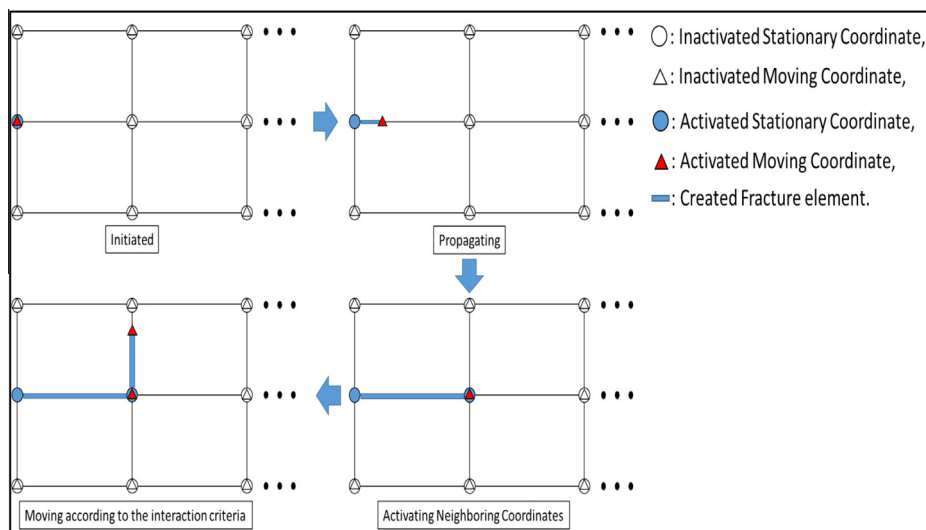 : Inactivated Stationary Coordinate,
: Inactivated Moving Coordinate,
: Activated Stationary Coordinate,
: Activated Moving Coordinate,
: Created Fracture element.
Initiated
Propagating
Moving according to the interaction criteria
Activating Neighboring Coordinates